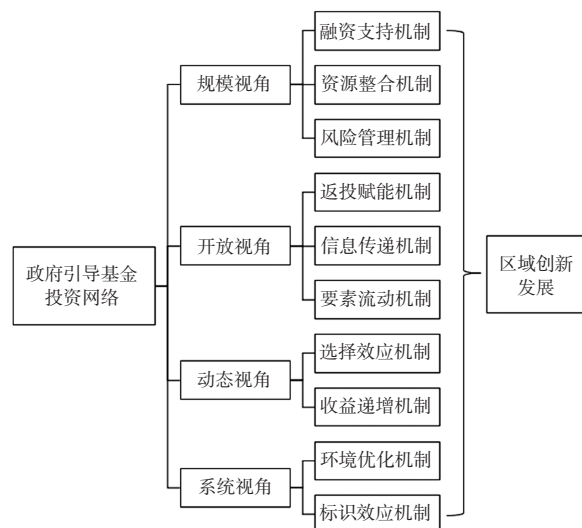 政府引导基金
投资网络
规模视角
融资支持机制
资源整合机制
风险管理机制
开放视角
返投赋能机制
信息传递机制
要素流动机制
动态视角
选择效应机制
收益递增机制
系统视角
环境优化机制
标识效应机制
区域创新
发展